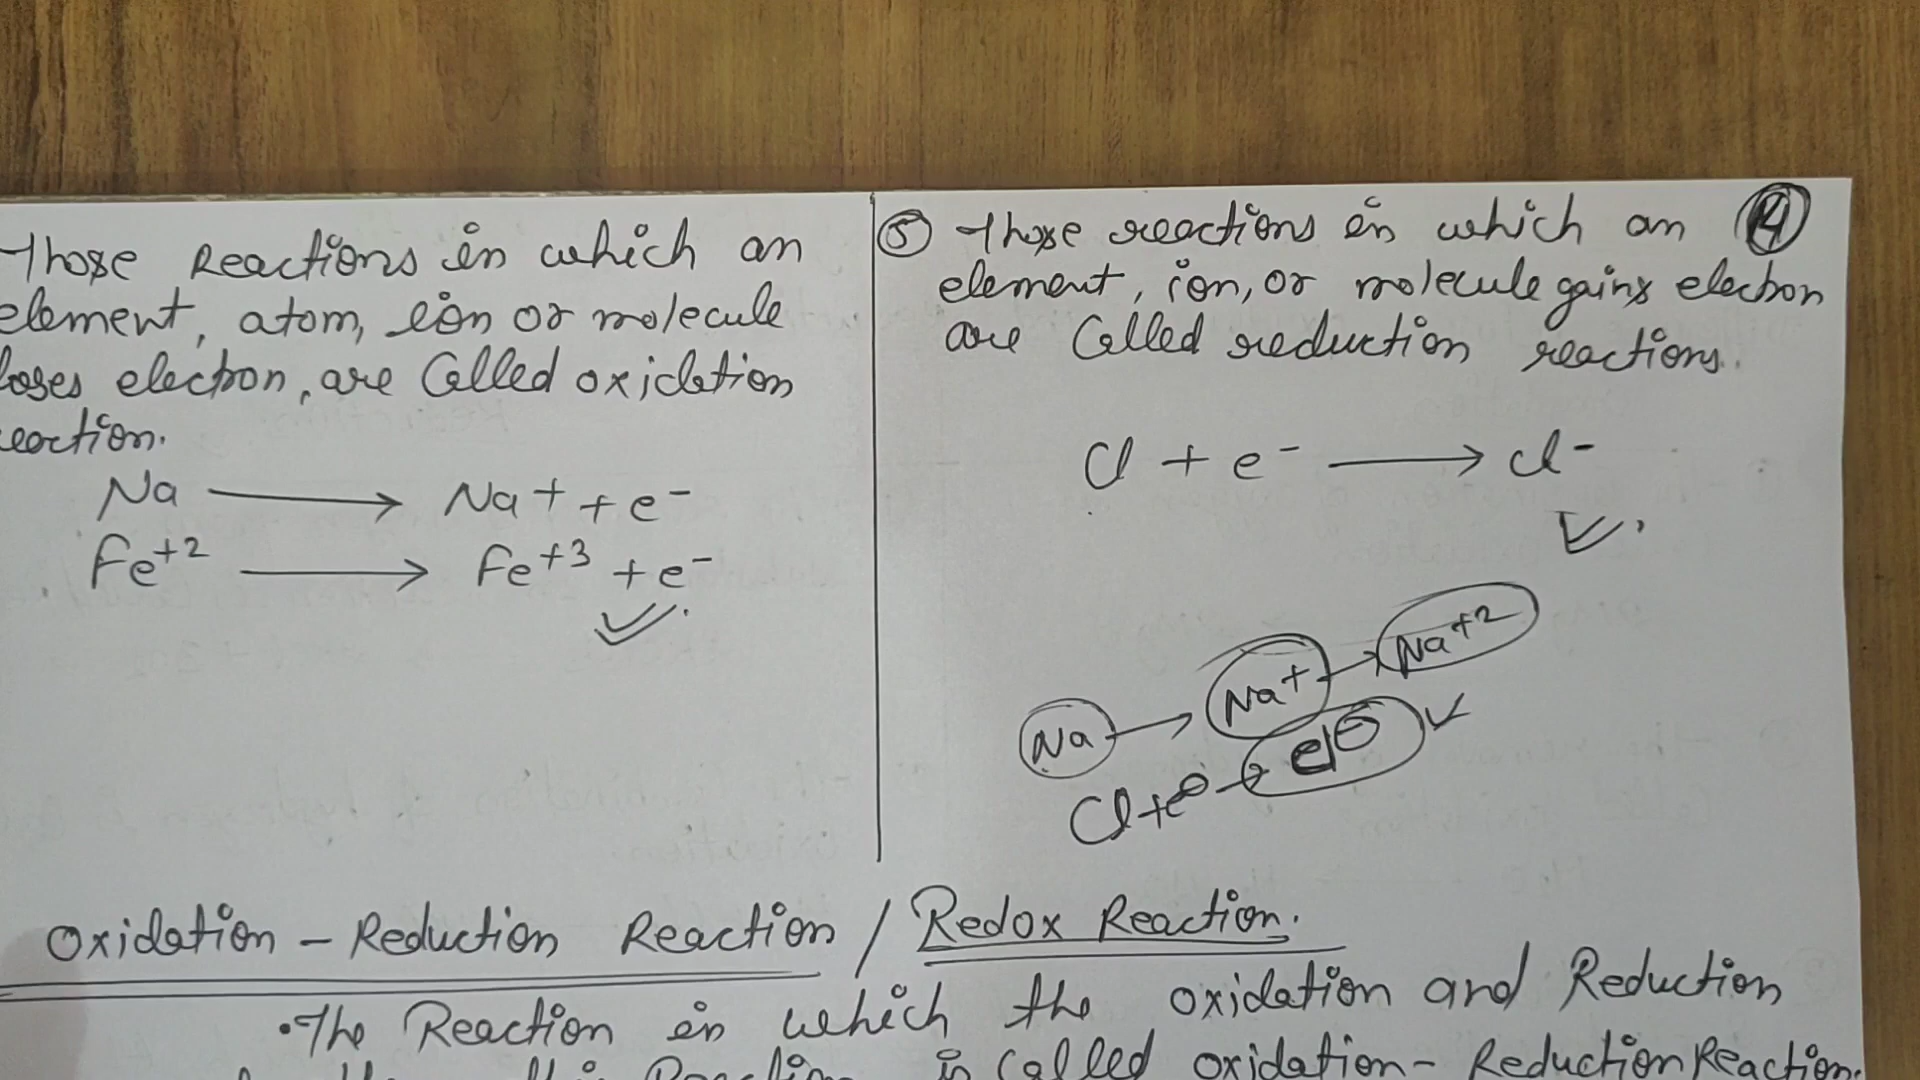 Those Reactions in which an
element, atom, ion or molecule
loses electron, are Called oxidation
reaction.
Na ⟶ Na+ + e-
Fe+2 ⟶ Fe+3 + e-
⑤ Those reactions in which an ④
element, ion, or molecule gains electron
are Called reduction reactions.
Cl + e- ⟶ Cl-
Na → Na+ → Na+2
Cl + e⊖ → Cl⊖
Oxidation - Reduction Reaction / Redox Reaction.
•The Reaction in which the oxidation and Reduction
is Called oxidation- Reduction Reaction.